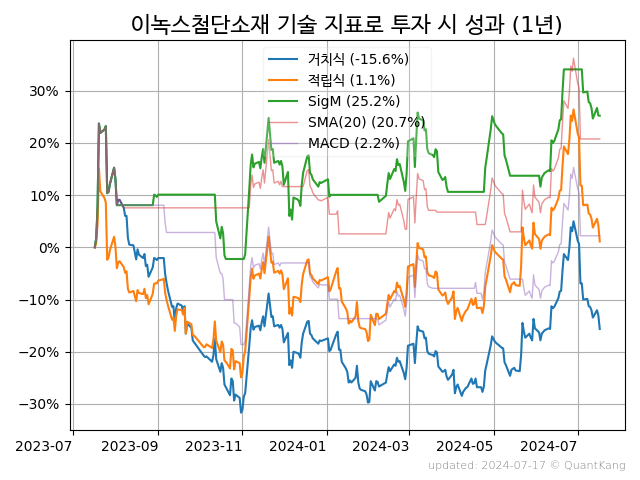 이녹스첨단소재 기술 지표로 투자 시 성과 (1년)
거치식 (-15.6%)
적립식 (1.1%)
SigM (25.2%)
SMA(20) (20.7%)
MACD (2.2%)
30%
20%
10%
0%
−10%
−20%
−30%
2023-07 2023-09 2023-11 2024-01 2024-03 2024-05 2024-07
updated: 2024-07-17 © QuantKang